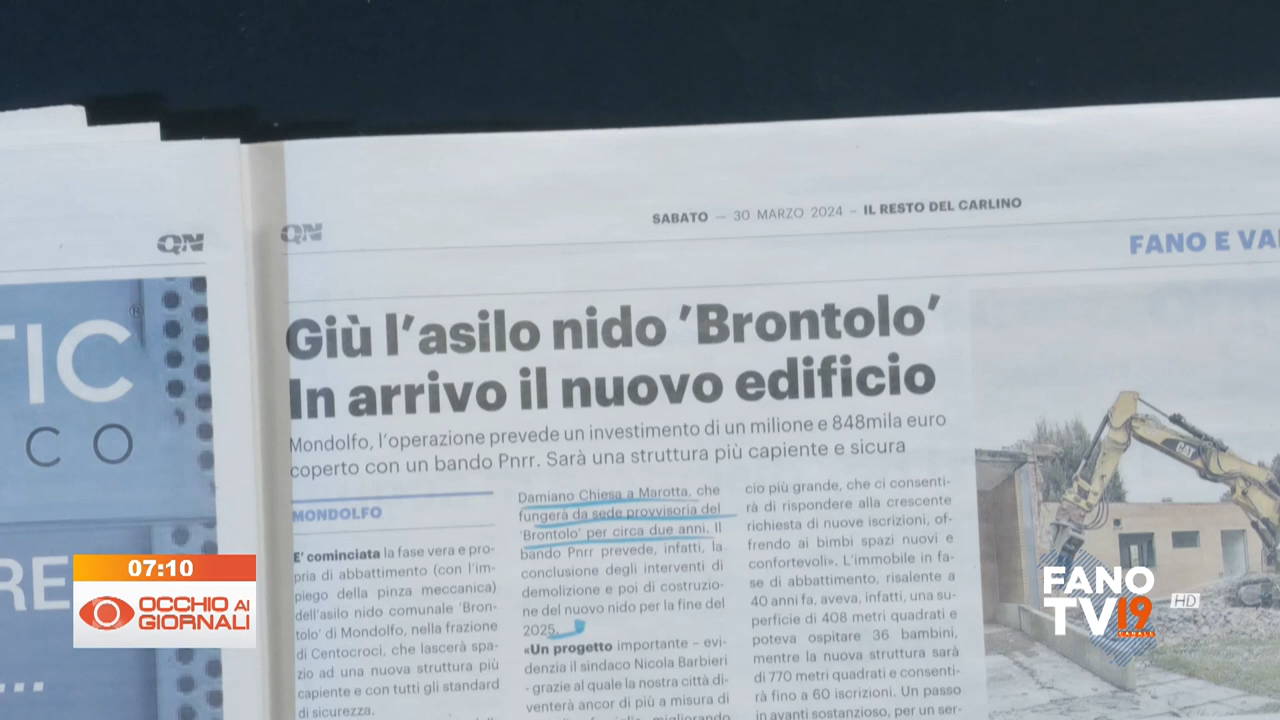 QN
TIC
®
CO
RE
...
QN
SABATO — 30 MARZO 2024 – IL RESTO DEL CARLINO
FANO E VA
Giù l'asilo nido 'Brontolo'
In arrivo il nuovo edificio
Mondolfo, l'operazione prevede un investimento di un milione e 848mila euro
coperto con un bando Pnrr. Sarà una struttura più capiente e sicura
MONDOLFO
E' cominciata la fase vera e pro-
pria di abbattimento (con l'im-
piego della pinza meccanica)
dell'asilo nido comunale 'Bron-
tolo' di Mondolfo, nella frazione
di Centocroci, che lascerà spa-
zio ad una nuova struttura più
capiente e con tutti gli standard
di sicurezza.
Damiano Chiesa a Marotta, che
fungerà da sede provvisoria del
'Brontolo' per circa due anni. Il
bando Pnrr prevede, infatti, la
conclusione degli interventi di
demolizione e poi di costruzio-
ne del nuovo nido per la fine del
2025.
«Un progetto importante – evi-
denzia il sindaco Nicola Barbieri
- grazie al quale la nostra città di-
venterà ancor di più a misura di
cio più grande, che ci consenti-
rà di rispondere alla crescente
richiesta di nuove iscrizioni, of-
frendo ai bimbi spazi nuovi e
confortevoli». L'immobile in fa-
se di abbattimento, risalente a
40 anni fa, aveva, infatti, una su-
perficie di 408 metri quadrati e
poteva ospitare 36 bambini,
mentre la nuova struttura sarà
di 770 metri quadrati e consenti-
rà fino a 60 iscrizioni. Un passo
in avanti sostanzioso, per un ser-
CAT
07:10
OCCHIO AI
GIORNALI
FANO
TV19
CANALE
HD